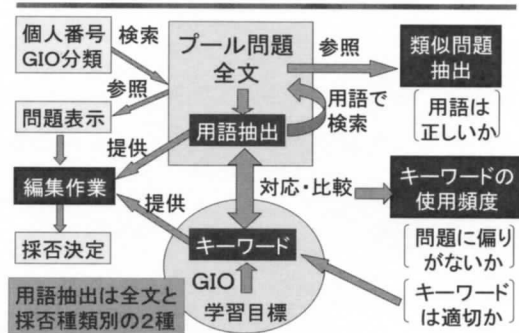 個人番号
GIO分類
検索
参照
問題表示
提供
編集作業
提供
採否決定
用語抽出は全文と
採否種類別の2種
プール問題
全文
用語抽出
用語で
検索
参照
類似問題
抽出
用語は
正しいか
対応・比較
キーワードの
使用頻度
問題に偏り
がないか
キーワード
は適切か
キーワード
GIO
学習目標